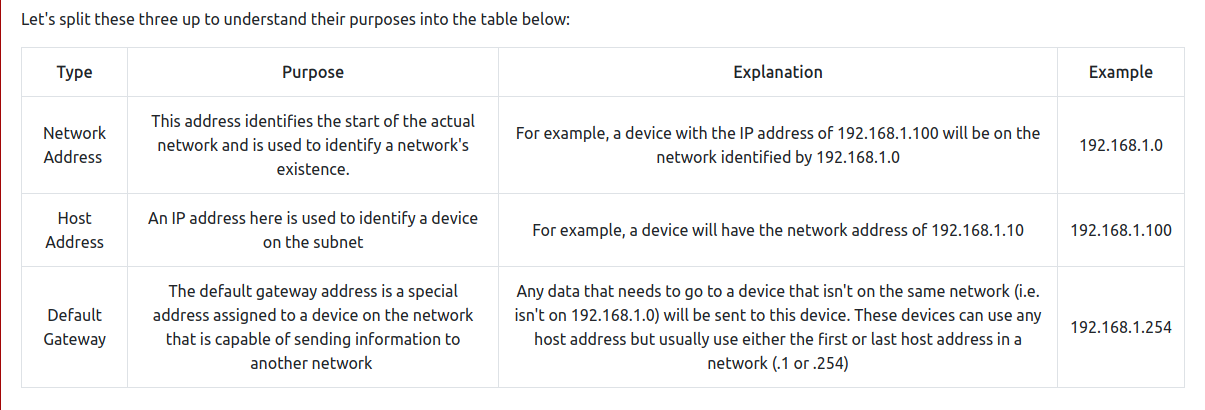 Let's split these three up to understand their purposes into the table below:
Type Purpose Explanation Example
Network
Address
This address identifies the start of the actual
network and is used to identify a network's
existence.
For example, a device with the IP address of 192.168.1.100 will be on the
network identified by 192.168.1.0
192.168.1.0
Host
Address
An IP address here is used to identify a device
on the subnet
For example, a device will have the network address of 192.168.1.10
192.168.1.100
Default
Gateway
The default gateway address is a special
address assigned to a device on the network
that is capable of sending information to
another network
Any data that needs to go to a device that isn't on the same network (i.e.
isn't on 192.168.1.0) will be sent to this device. These devices can use any
host address but usually use either the first or last host address in a
network (.1 or .254)
192.168.1.254